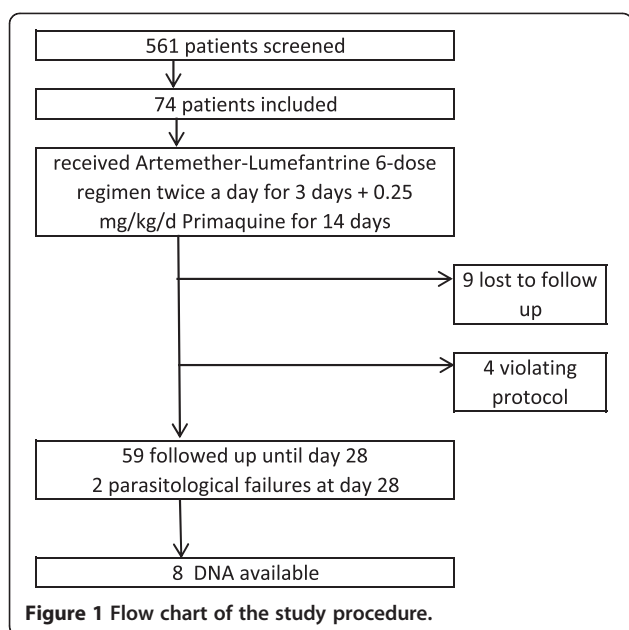 561 patients screened
74 patients included
received Artemether-Lumefantrine 6-dose
regimen twice a day for 3 days + 0.25
mg/kg/d Primaquine for 14 days
9 lost to follow
up
4 violating
protocol
59 followed up until day 28
2 parasitological failures at day 28
8 DNA available
Figure 1 Flow chart of the study procedure.